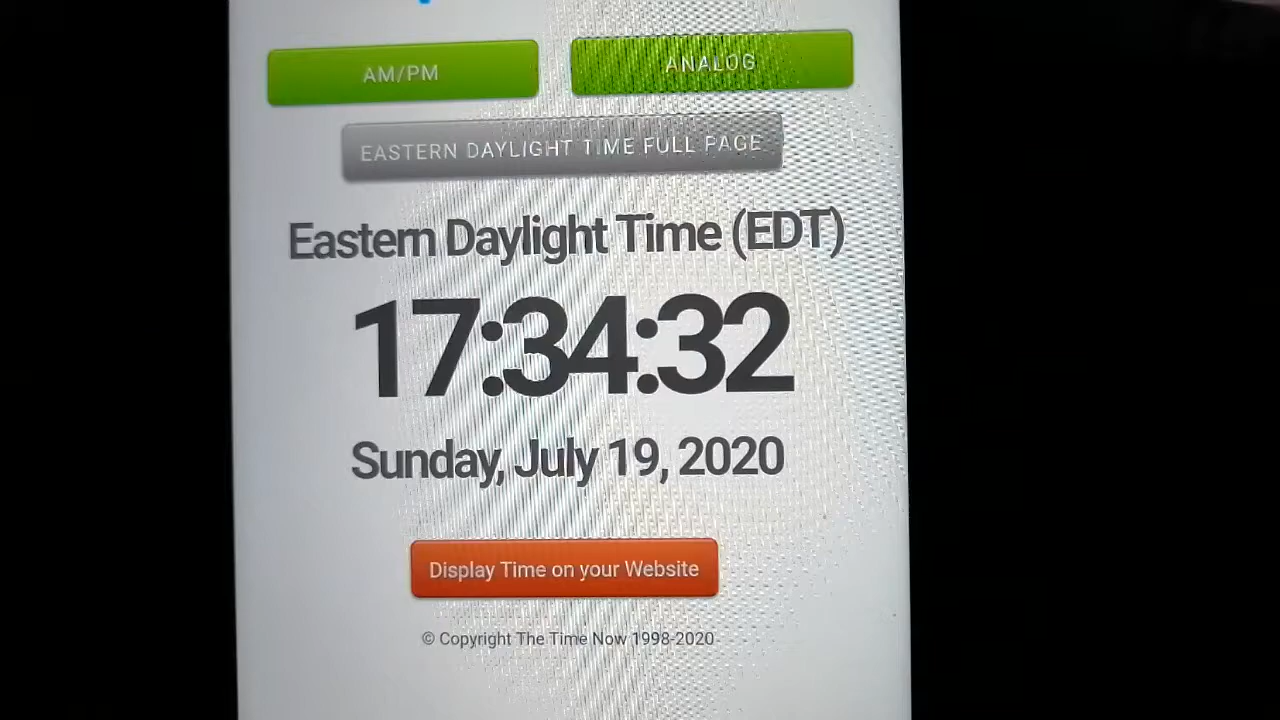 AM/PM ANALOG
EASTERN DAYLIGHT TIME FULL PAGE
Eastern Daylight Time (EDT)
17:34:32
Sunday, July 19, 2020
Display Time on your Website
© Copyright The Time Now 1998-2020